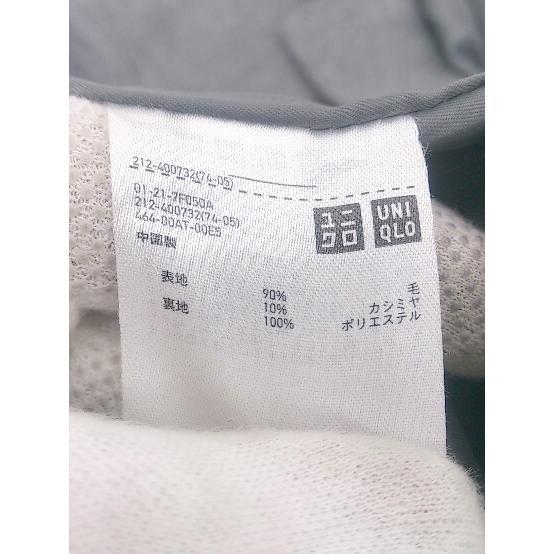 212-400732(74-05)
01-21-7F050A
212-400732(74-05)
464-00AT-00E5
中国製
ユニ
クロ
UNI
QLO
表地 90% 毛
10% カシミヤ
裏地 100% ポリエステル